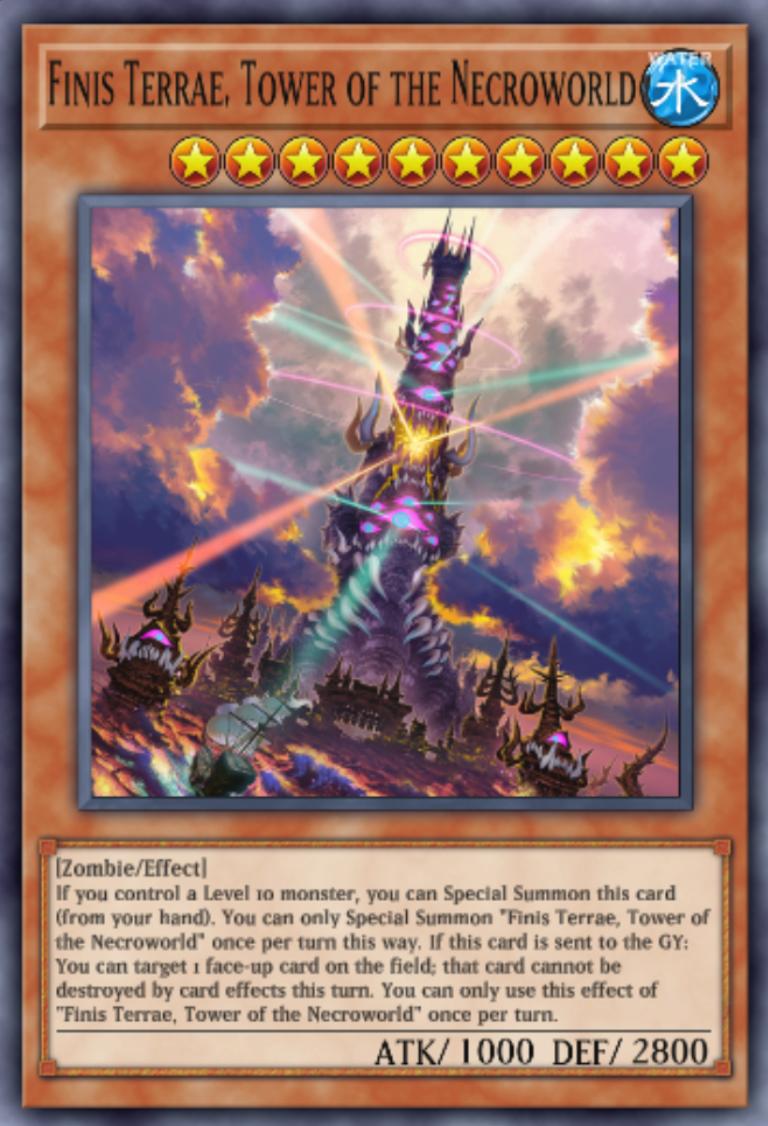 FINIS TERRAE, TOWER OF THE NECROWORLD
WATER
水
[Zombie/Effect]
If you control a Level 10 monster, you can Special Summon this card
(from your hand). You can only Special Summon "Finis Terrae, Tower of
the Necroworld" once per turn this way. If this card is sent to the GY:
You can target 1 face-up card on the field; that card cannot be
destroyed by card effects this turn. You can only use this effect of
"Finis Terrae, Tower of the Necroworld" once per turn.
ATK/ 1000 DEF/ 2800